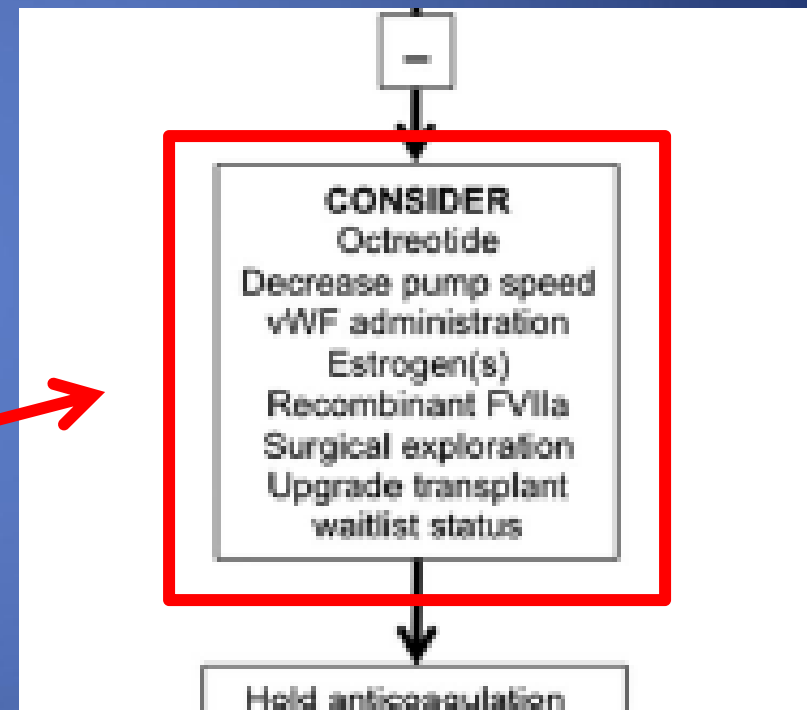 –
CONSIDER
Octreotide
Decrease pump speed
vWF administration
Estrogen(s)
Recombinant FVIIa
Surgical exploration
Upgrade transplant
waitlist status
Hold anticoagulation